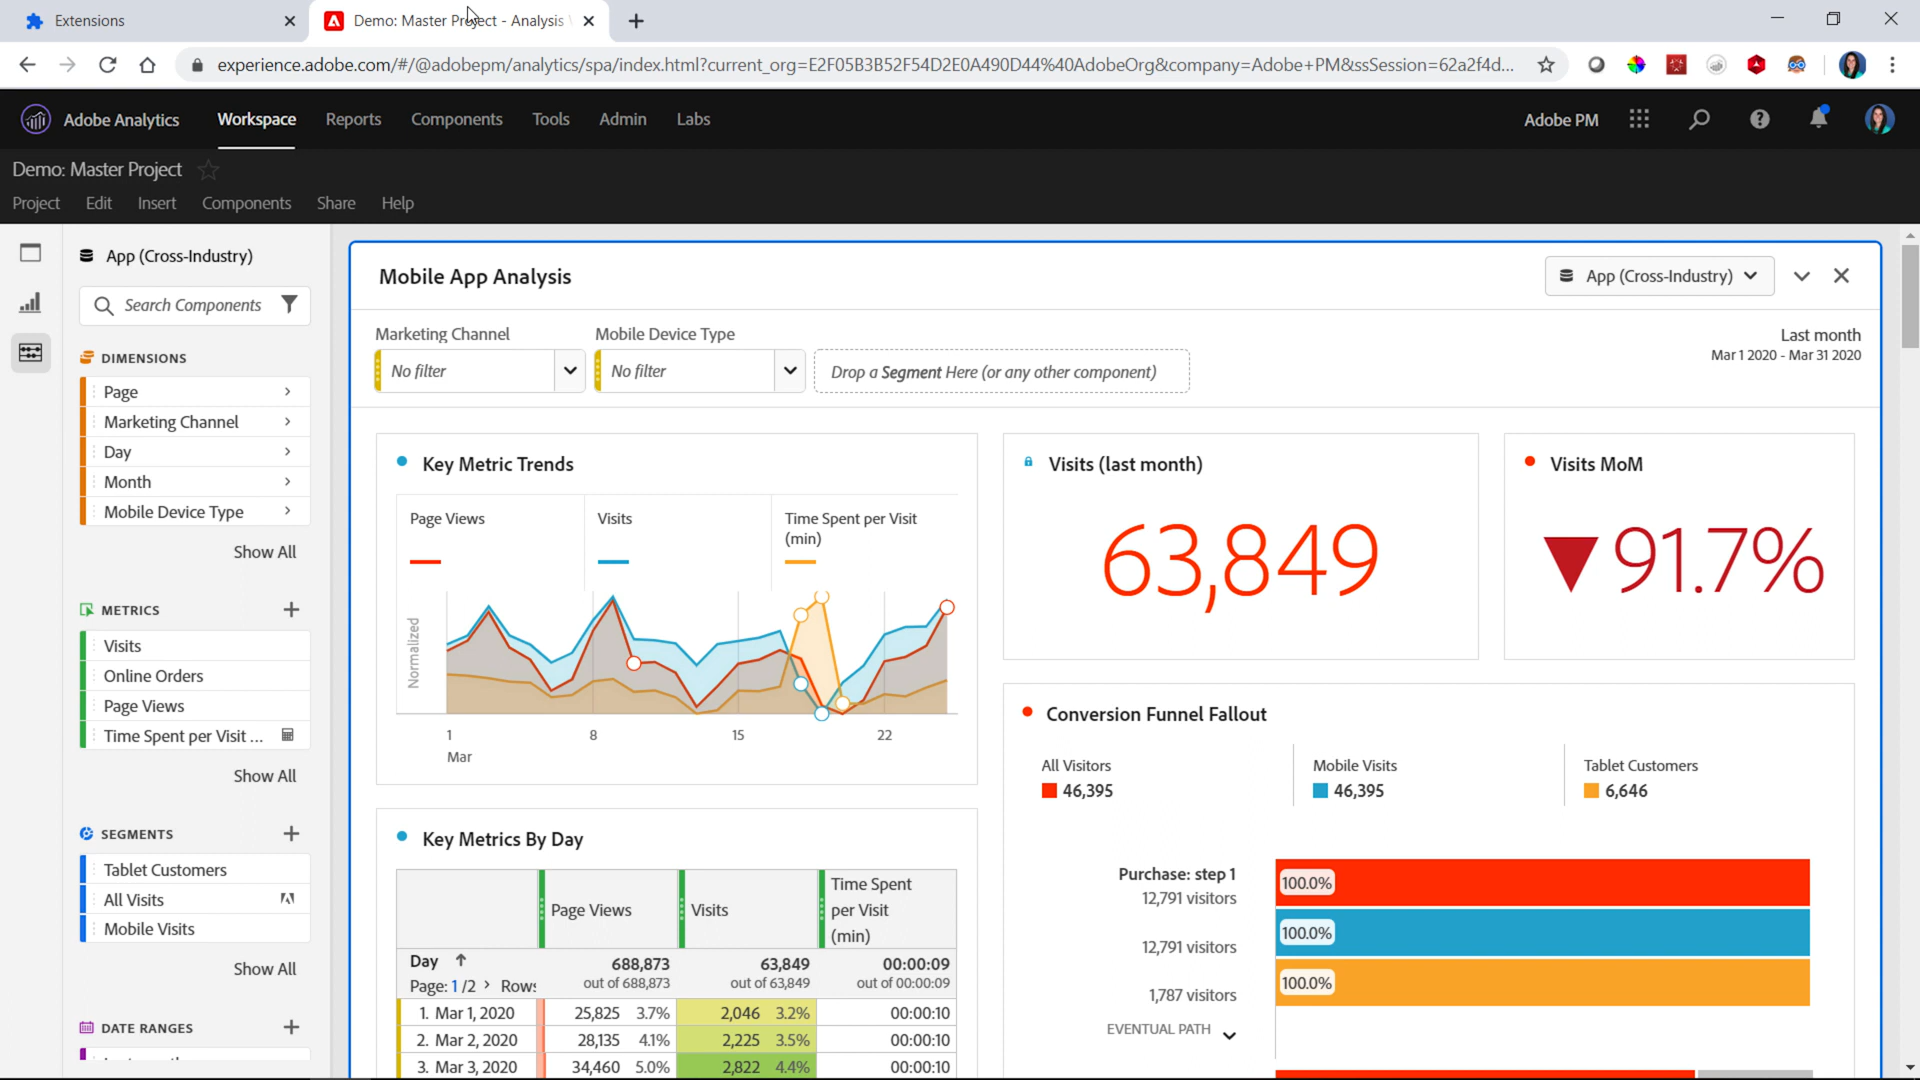 Extensions
Demo: Master Project - Analysis
experience.adobe.com/#/@adobepm/analytics/spa/index.html?current_org=E2F05B3B52F54D2E0A490D44%40AdobeOrg&company=Adobe+PM&ssSession=62a2f4d...
Adobe Analytics
Workspace
Reports
Components
Tools
Admin
Labs
Adobe PM
Demo: Master Project
Project
Edit
Insert
Components
Share
Help
App (Cross-Industry)
Search Components
DIMENSIONS
Page
Marketing Channel
Day
Month
Mobile Device Type
Show All
METRICS
Visits
Online Orders
Page Views
Time Spent per Visit ...
Show All
SEGMENTS
Tablet Customers
All Visits
Mobile Visits
Show All
DATE RANGES
Mobile App Analysis
App (Cross-Industry)
Marketing Channel
No filter
Mobile Device Type
No filter
Drop a Segment Here (or any other component)
Last month
Mar 1 2020 - Mar 31 2020
Key Metric Trends
Page Views
Visits
Time Spent per Visit
(min)
Normalized
1
8
15
22
Mar
Visits (last month)
63,849
Visits MoM
▼91.7%
Key Metrics By Day
Page Views
Visits
Time Spent
per Visit
(min)
Day ↑
688,873
63,849
00:00:09
Page: 1 /2 > Rows
out of 688,873
out of 63,849
out of 00:00:09
1. Mar 1, 2020 25,825 3.7% 2,046 3.2% 00:00:10
2. Mar 2, 2020 28,135 4.1% 2,225 3.5% 00:00:10
3. Mar 3, 2020 34,460 5.0% 2,822 4.4% 00:00:10
Conversion Funnel Fallout
All Visitors
46,395
Mobile Visits
46,395
Tablet Customers
6,646
Purchase: step 1
12,791 visitors
100.0%
12,791 visitors
100.0%
1,787 visitors
100.0%
EVENTUAL PATH